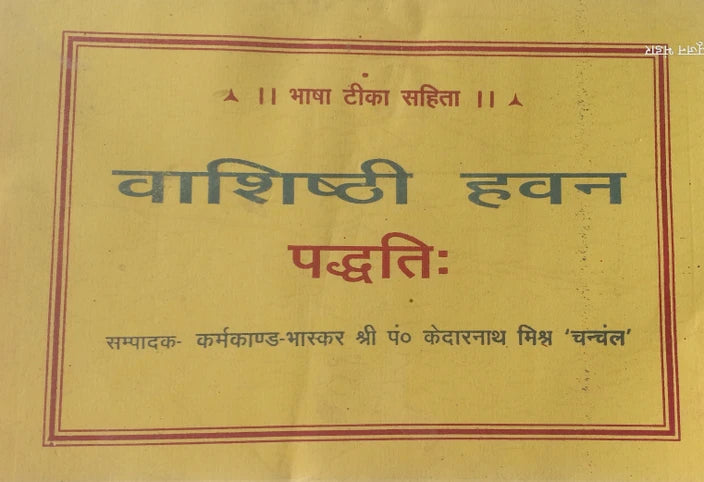 ।। भाषा टीका सहिता ।।
वाशिष्ठी हवन
पद्धतिः
सम्पादक- कर्मकाण्ड-भास्कर श्री पं० केदारनाथ मिश्र ‘चन्चंल’